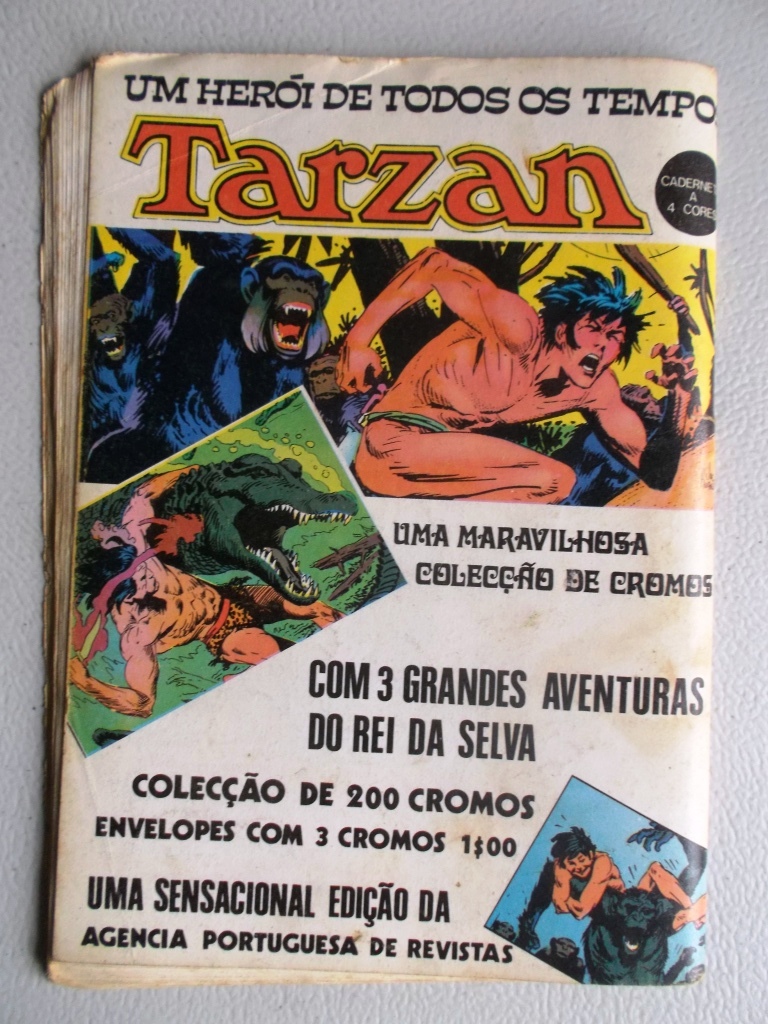 UM HERÓI DE TODOS OS TEMPO
Tarzan
CADERNET
A
4 CORES
UMA MARAVILHOSA
COLECÇÃO DE CROMOS
COM 3 GRANDES AVENTURAS
DO REI DA SELVA
COLECÇÃO DE 200 CROMOS
ENVELOPES COM 3 CROMOS 1$00
UMA SENSACIONAL EDIÇÃO DA
AGENCIA PORTUGUESA DE REVISTAS